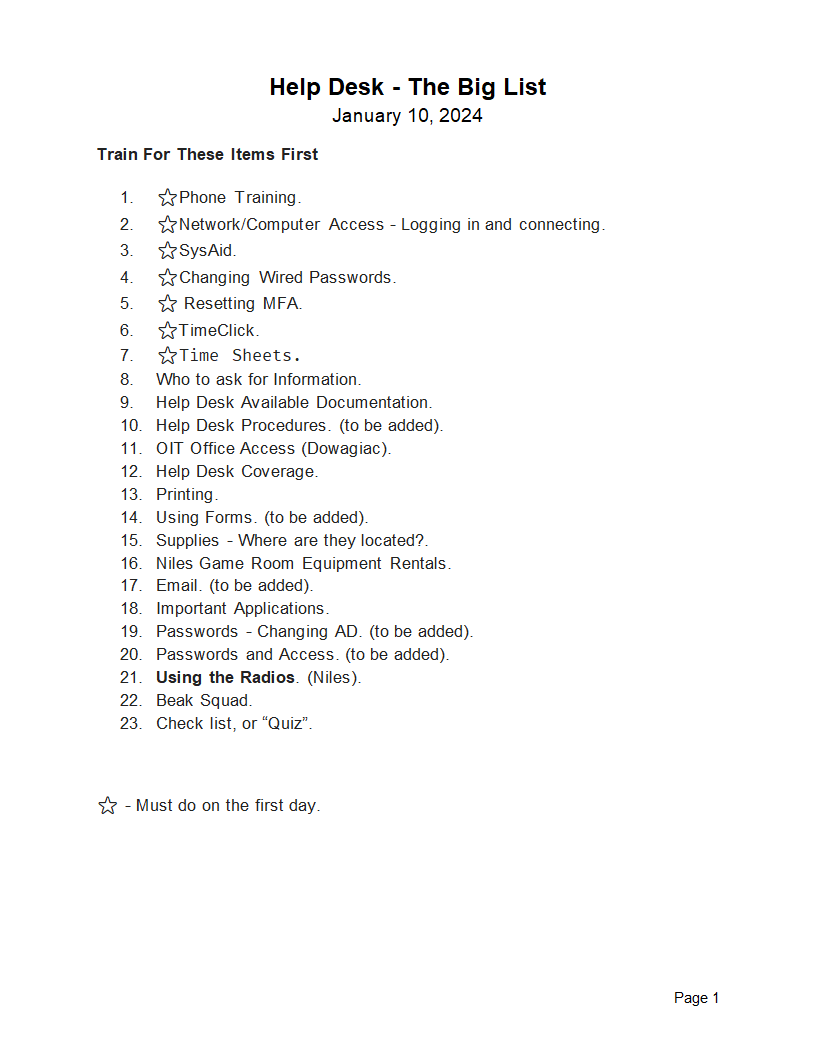 Help Desk - The Big List
January 10, 2024
Train For These Items First
1. ☆Phone Training.
2. ☆Network/Computer Access - Logging in and connecting.
3. ☆SysAid.
4. ☆Changing Wired Passwords.
5. ☆ Resetting MFA.
6. ☆TimeClick.
7. ☆Time Sheets.
8. Who to ask for Information.
9. Help Desk Available Documentation.
10. Help Desk Procedures. (to be added).
11. OIT Office Access (Dowagiac).
12. Help Desk Coverage.
13. Printing.
14. Using Forms. (to be added).
15. Supplies - Where are they located?.
16. Niles Game Room Equipment Rentals.
17. Email. (to be added).
18. Important Applications.
19. Passwords - Changing AD. (to be added).
20. Passwords and Access. (to be added).
21. Using the Radios. (Niles).
22. Beak Squad.
23. Check list, or “Quiz”.
☆ - Must do on the first day.
Page 1